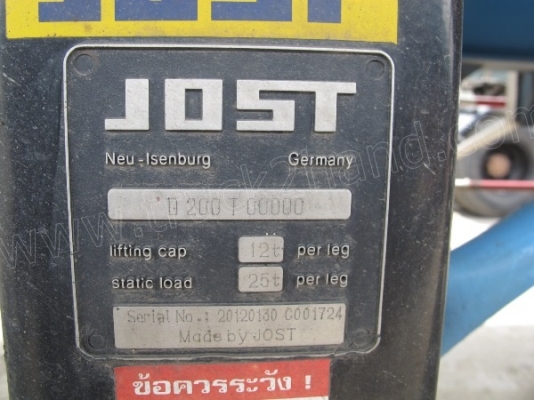 JOST
JOST
Neu-Isenburg Germany
D 200 T 00000
lifting cap 12t per leg
static load 25t per leg
Serial No.: 20120130 C001724
Made by JOST
ข้อควรระวัง !